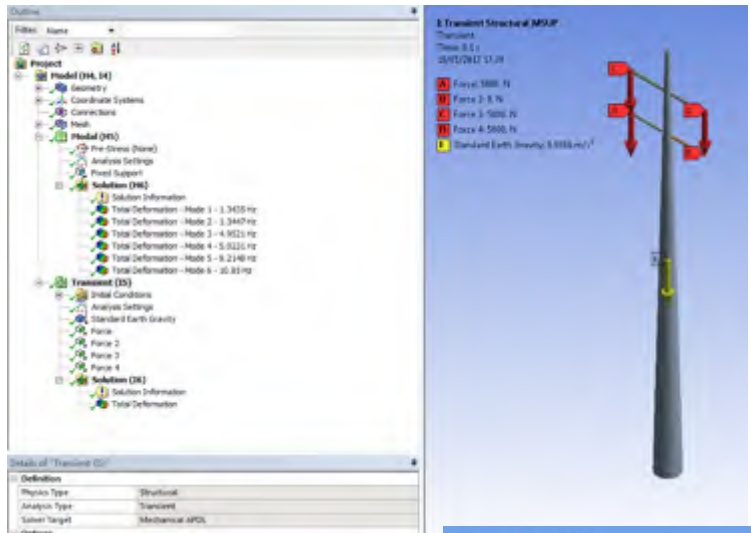 Outline
Filter: Name
Project
Model (H4, I4)
Geometry
Coordinate Systems
Connections
Mesh
Modal (H5)
Pre-Stress (None)
Analysis Settings
Fixed Support
Solution (H6)
Solution Information
Total Deformation - Mode 1 - 1.3435 Hz
Total Deformation - Mode 2 - 1.3447 Hz
Total Deformation - Mode 3 - 4.9521 Hz
Total Deformation - Mode 4 - 5.0231 Hz
Total Deformation - Mode 5 - 9.2148 Hz
Total Deformation - Mode 6 - 10.93 Hz
Transient (I5)
Initial Conditions
Analysis Settings
Standard Earth Gravity
Force
Force 2
Force 3
Force 4
Solution (I6)
Solution Information
Total Deformation
Details of "Transient (I5)"
Definition
Physics Type Structural
Analysis Type Transient
Solver Target Mechanical APDL
Options
Transient Structural_MSUP
Transient
Time: 0.1 s
A Force: 5000, N
B Force 2:
C Force 3: 5000, N
D Force 4: 5000, N
E Standard Earth Gravity: 9.8066 m/s²